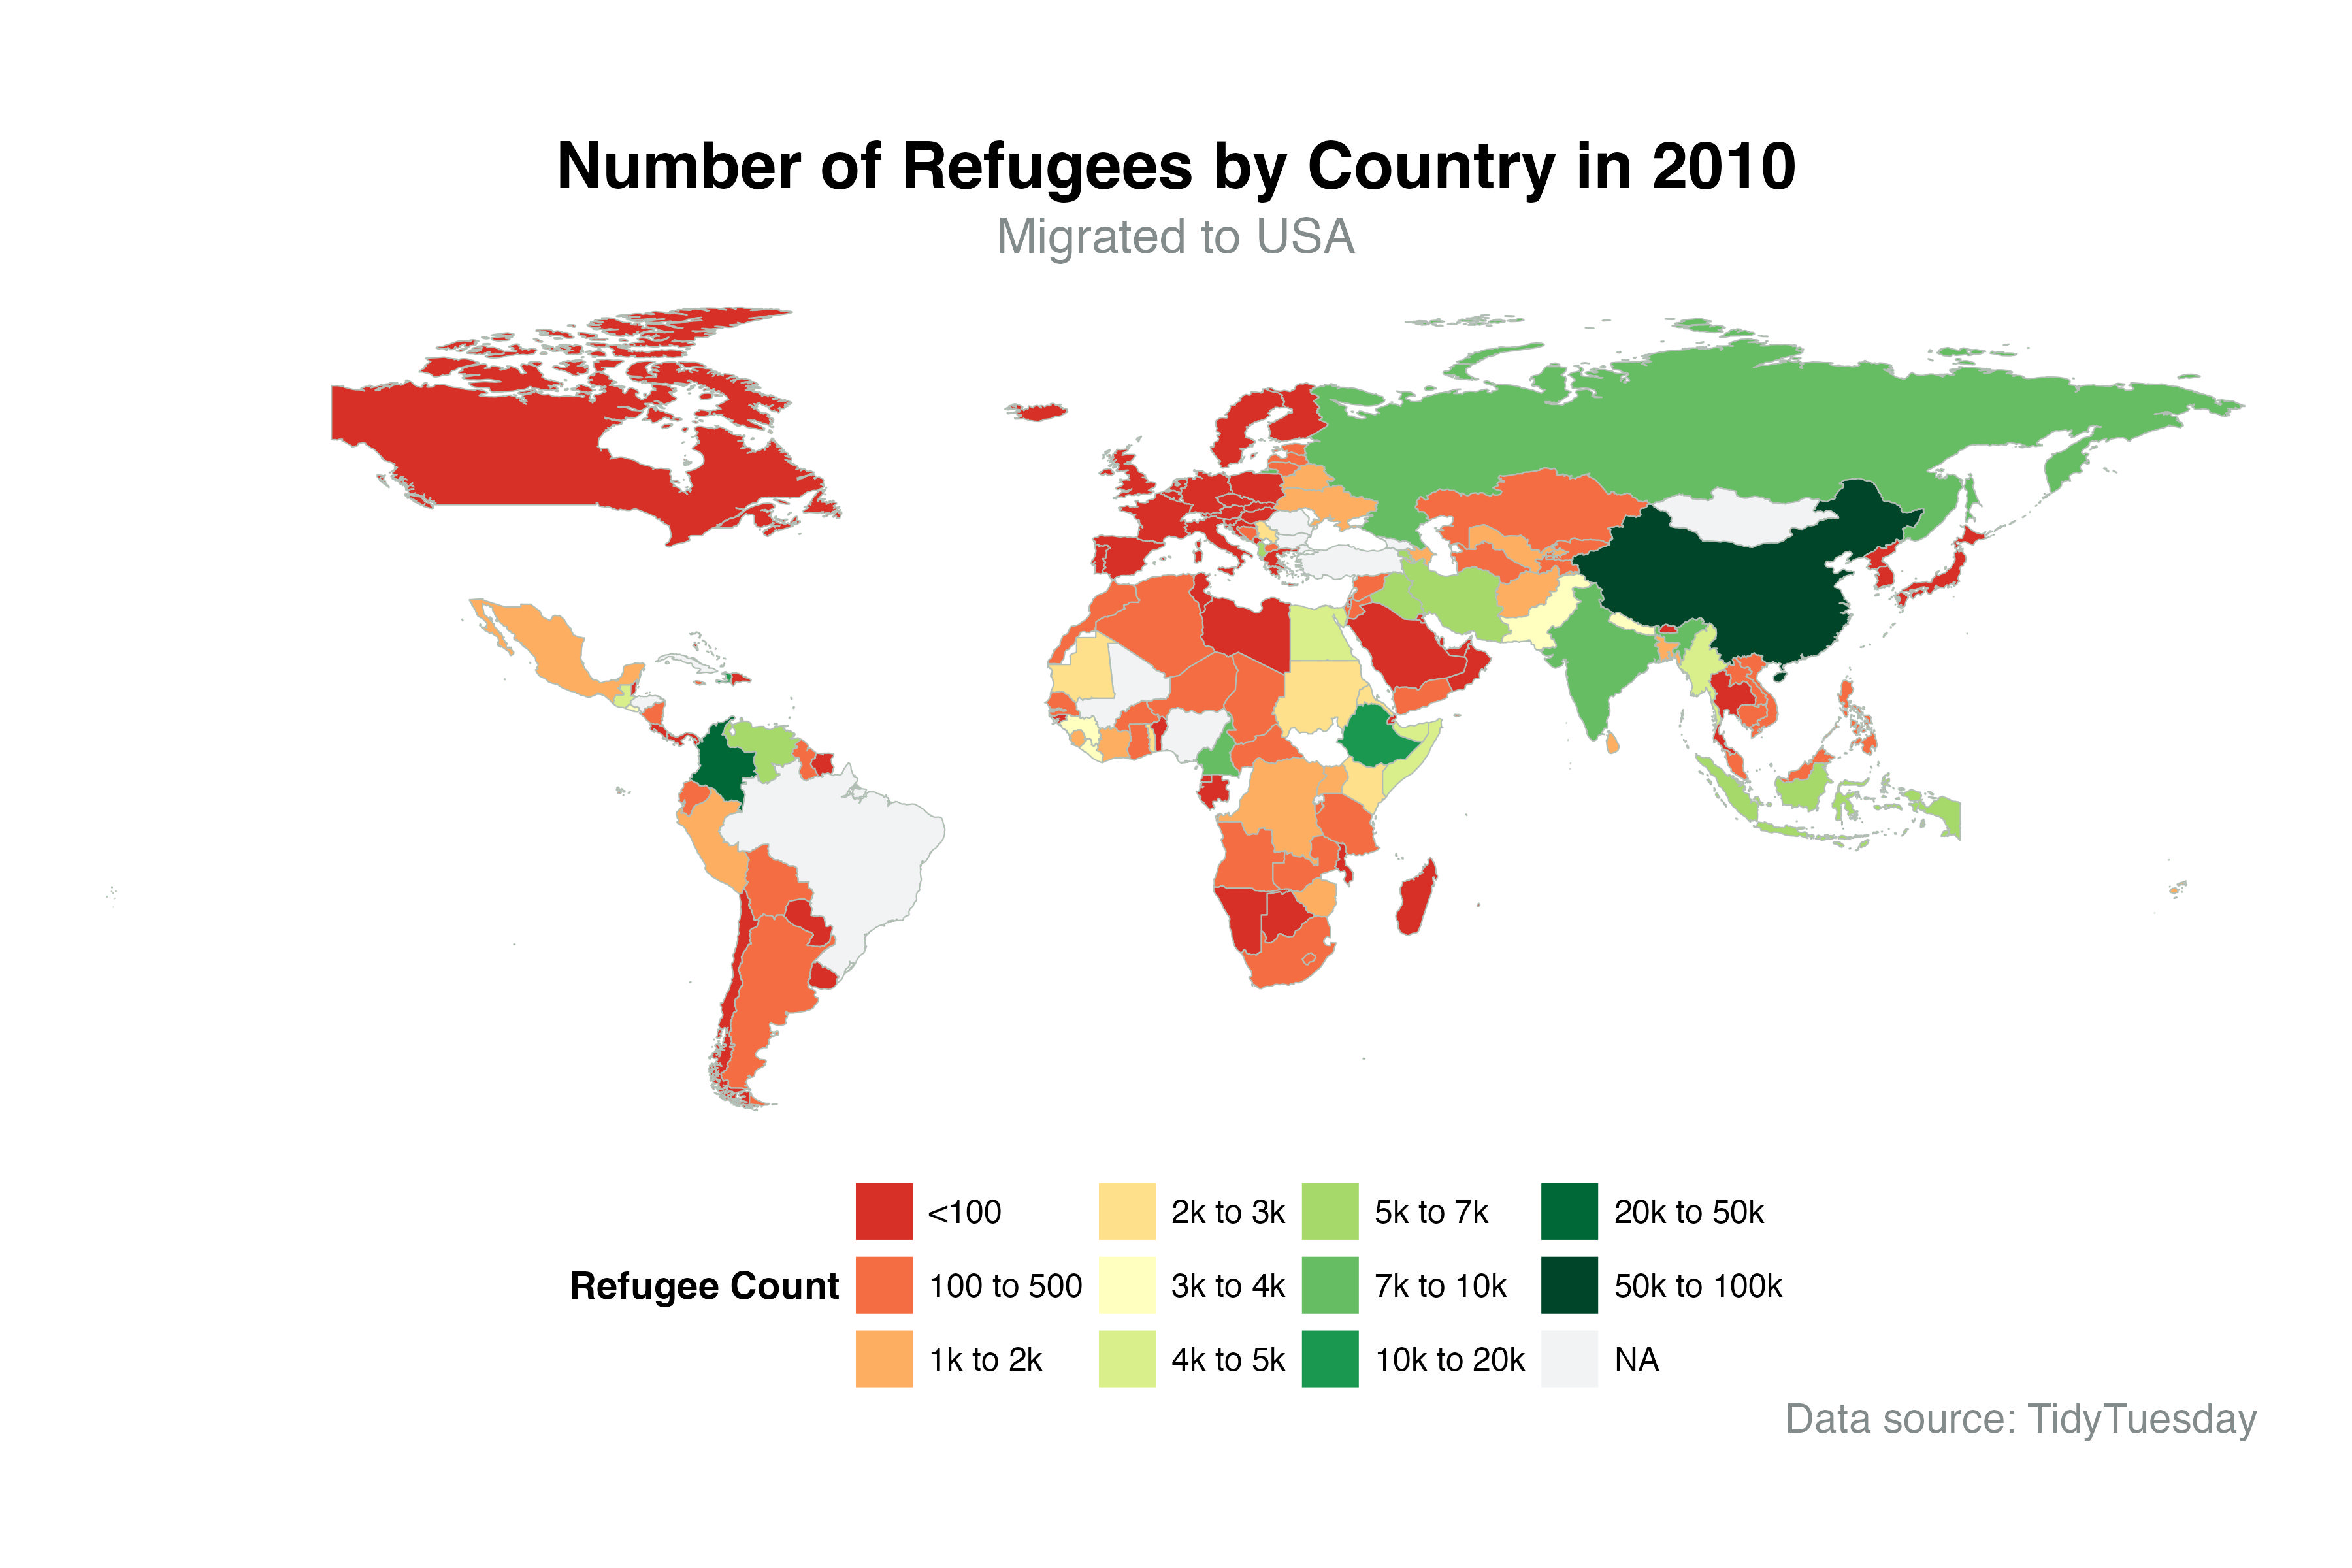 Number of Refugees by Country in 2010
Migrated to USA
Refugee Count
<100
100 to 500
1k to 2k
2k to 3k
3k to 4k
4k to 5k
5k to 7k
7k to 10k
10k to 20k
20k to 50k
50k to 100k
NA
Data source: TidyTuesday